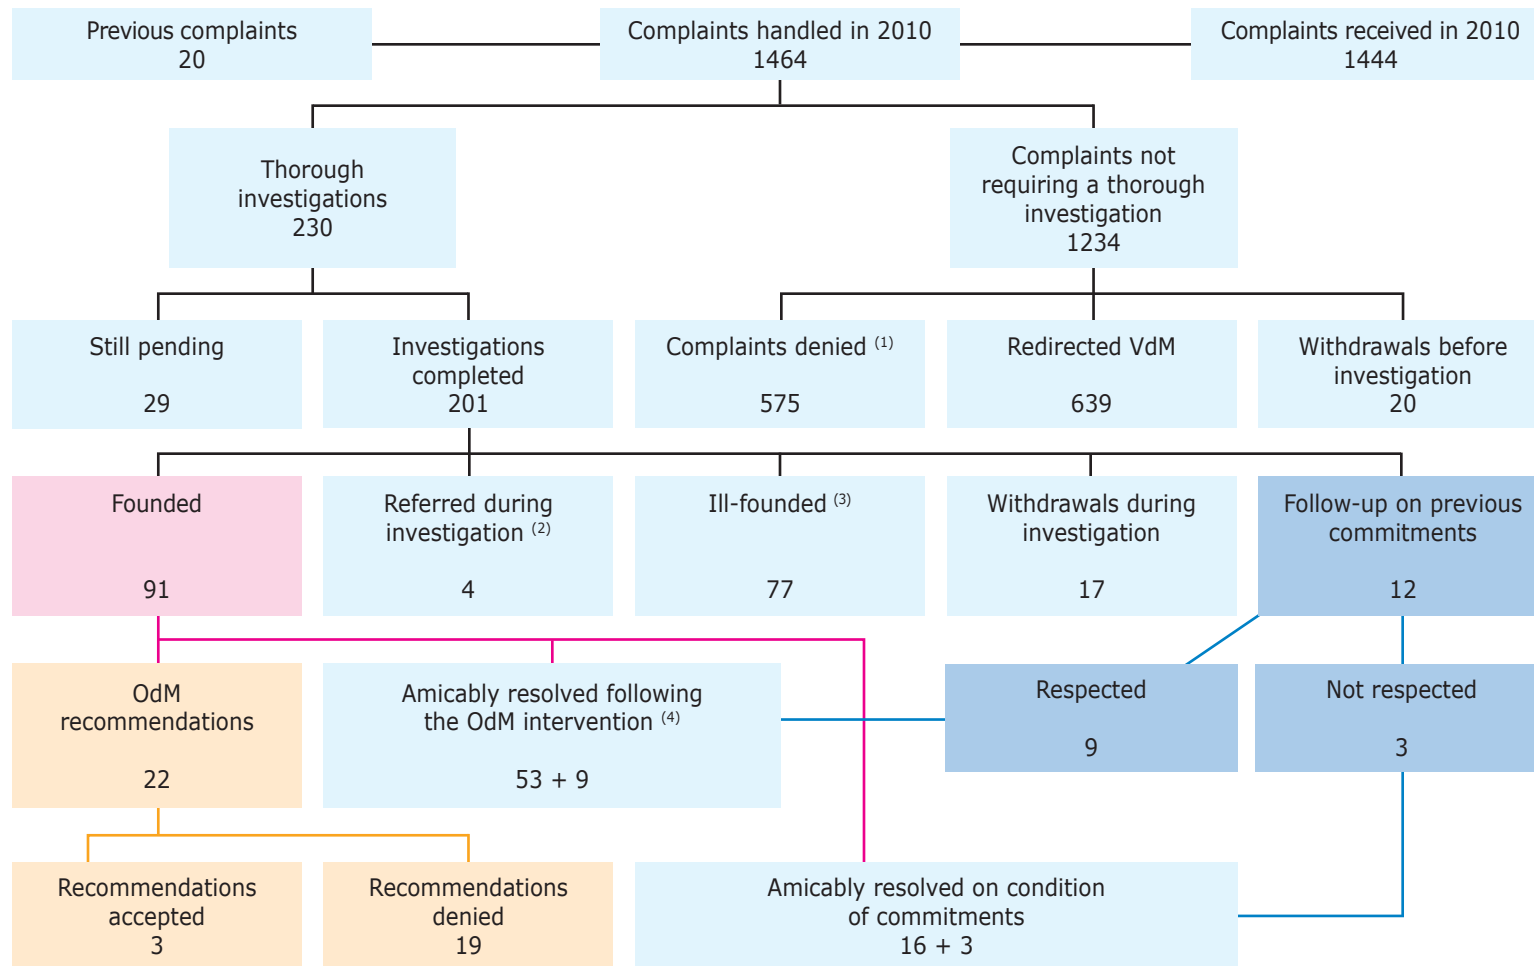 Previous complaints
20
Complaints handled in 2010
1464
Complaints received in 2010
1444
Thorough
investigations
230
Complaints not
requiring a thorough
investigation
1234
Still pending
29
Investigations
completed
201
Complaints denied (1)
575
Redirected VdM
639
Withdrawals before
investigation
20
Founded
91
Referred during
investigation (2)
4
Ill-founded (3)
77
Withdrawals during
investigation
17
Follow-up on previous
commitments
12
OdM
recommendations
22
Amicably resolved following
the OdM intervention (4)
53 + 9
Respected
9
Not respected
3
Recommendations
accepted
3
Recommendations
denied
19
Amicably resolved on condition
of commitments
16 + 3